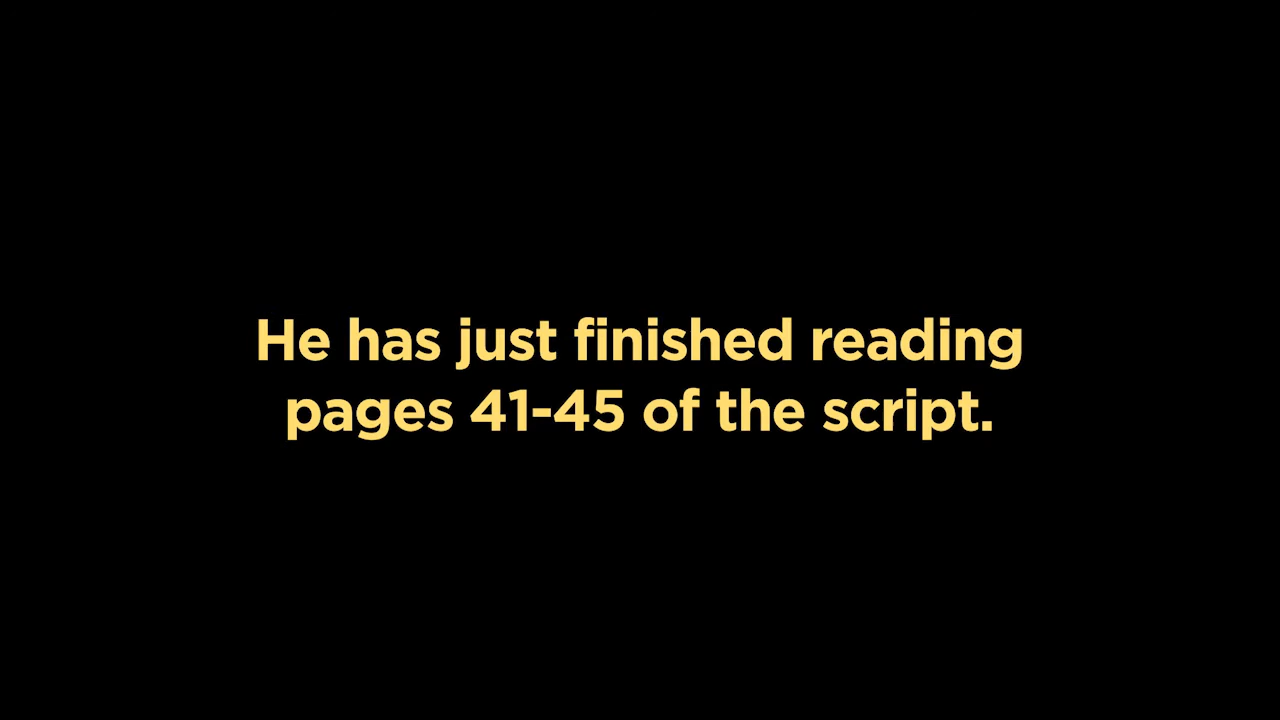 He has just finished reading
pages 41-45 of the script.